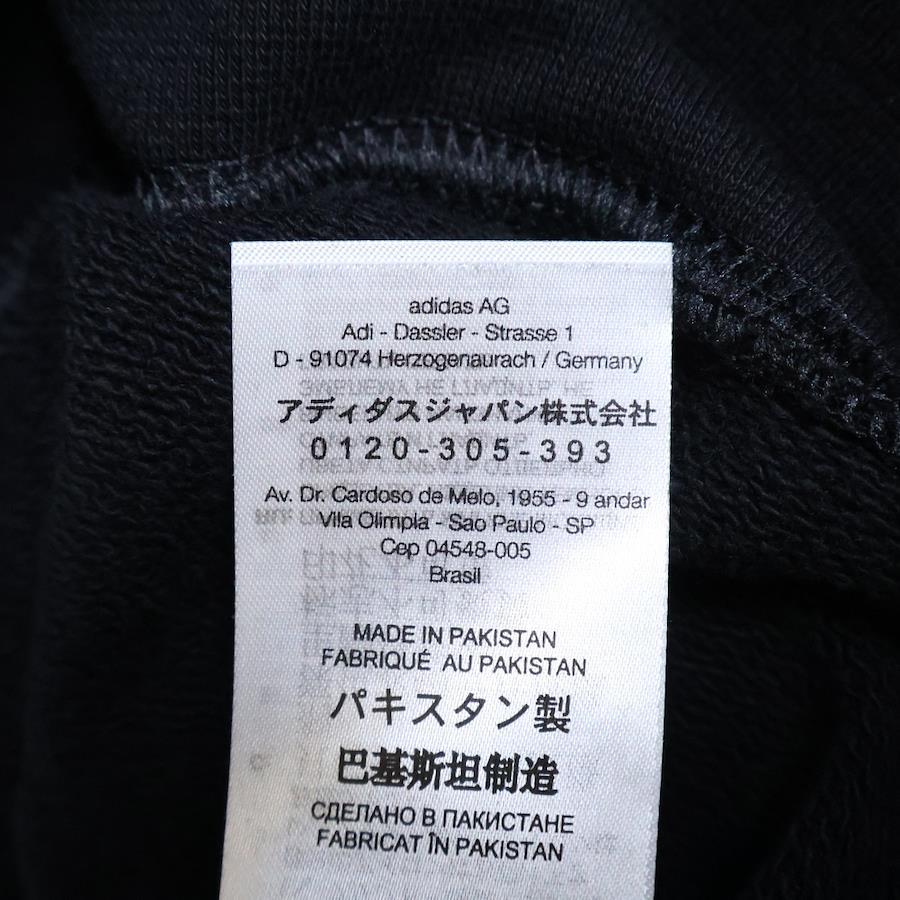 adidas AG
Adi - Dassler - Strasse 1
D - 91074 Herzogenaurach / Germany
アディダスジャパン株式会社
0120-305-393
Av. Dr. Cardoso de Melo, 1955 - 9 andar
Vila Olimpla - Sao Paulo - SP
Cep 04548-005
Brasil
MADE IN PAKISTAN
FABRIQUÉ AU PAKISTAN
パキスタン製
巴基斯坦制造
СДЕЛАНО В ПАКИСТАНЕ
FABRICAT ÎN PAKISTAN